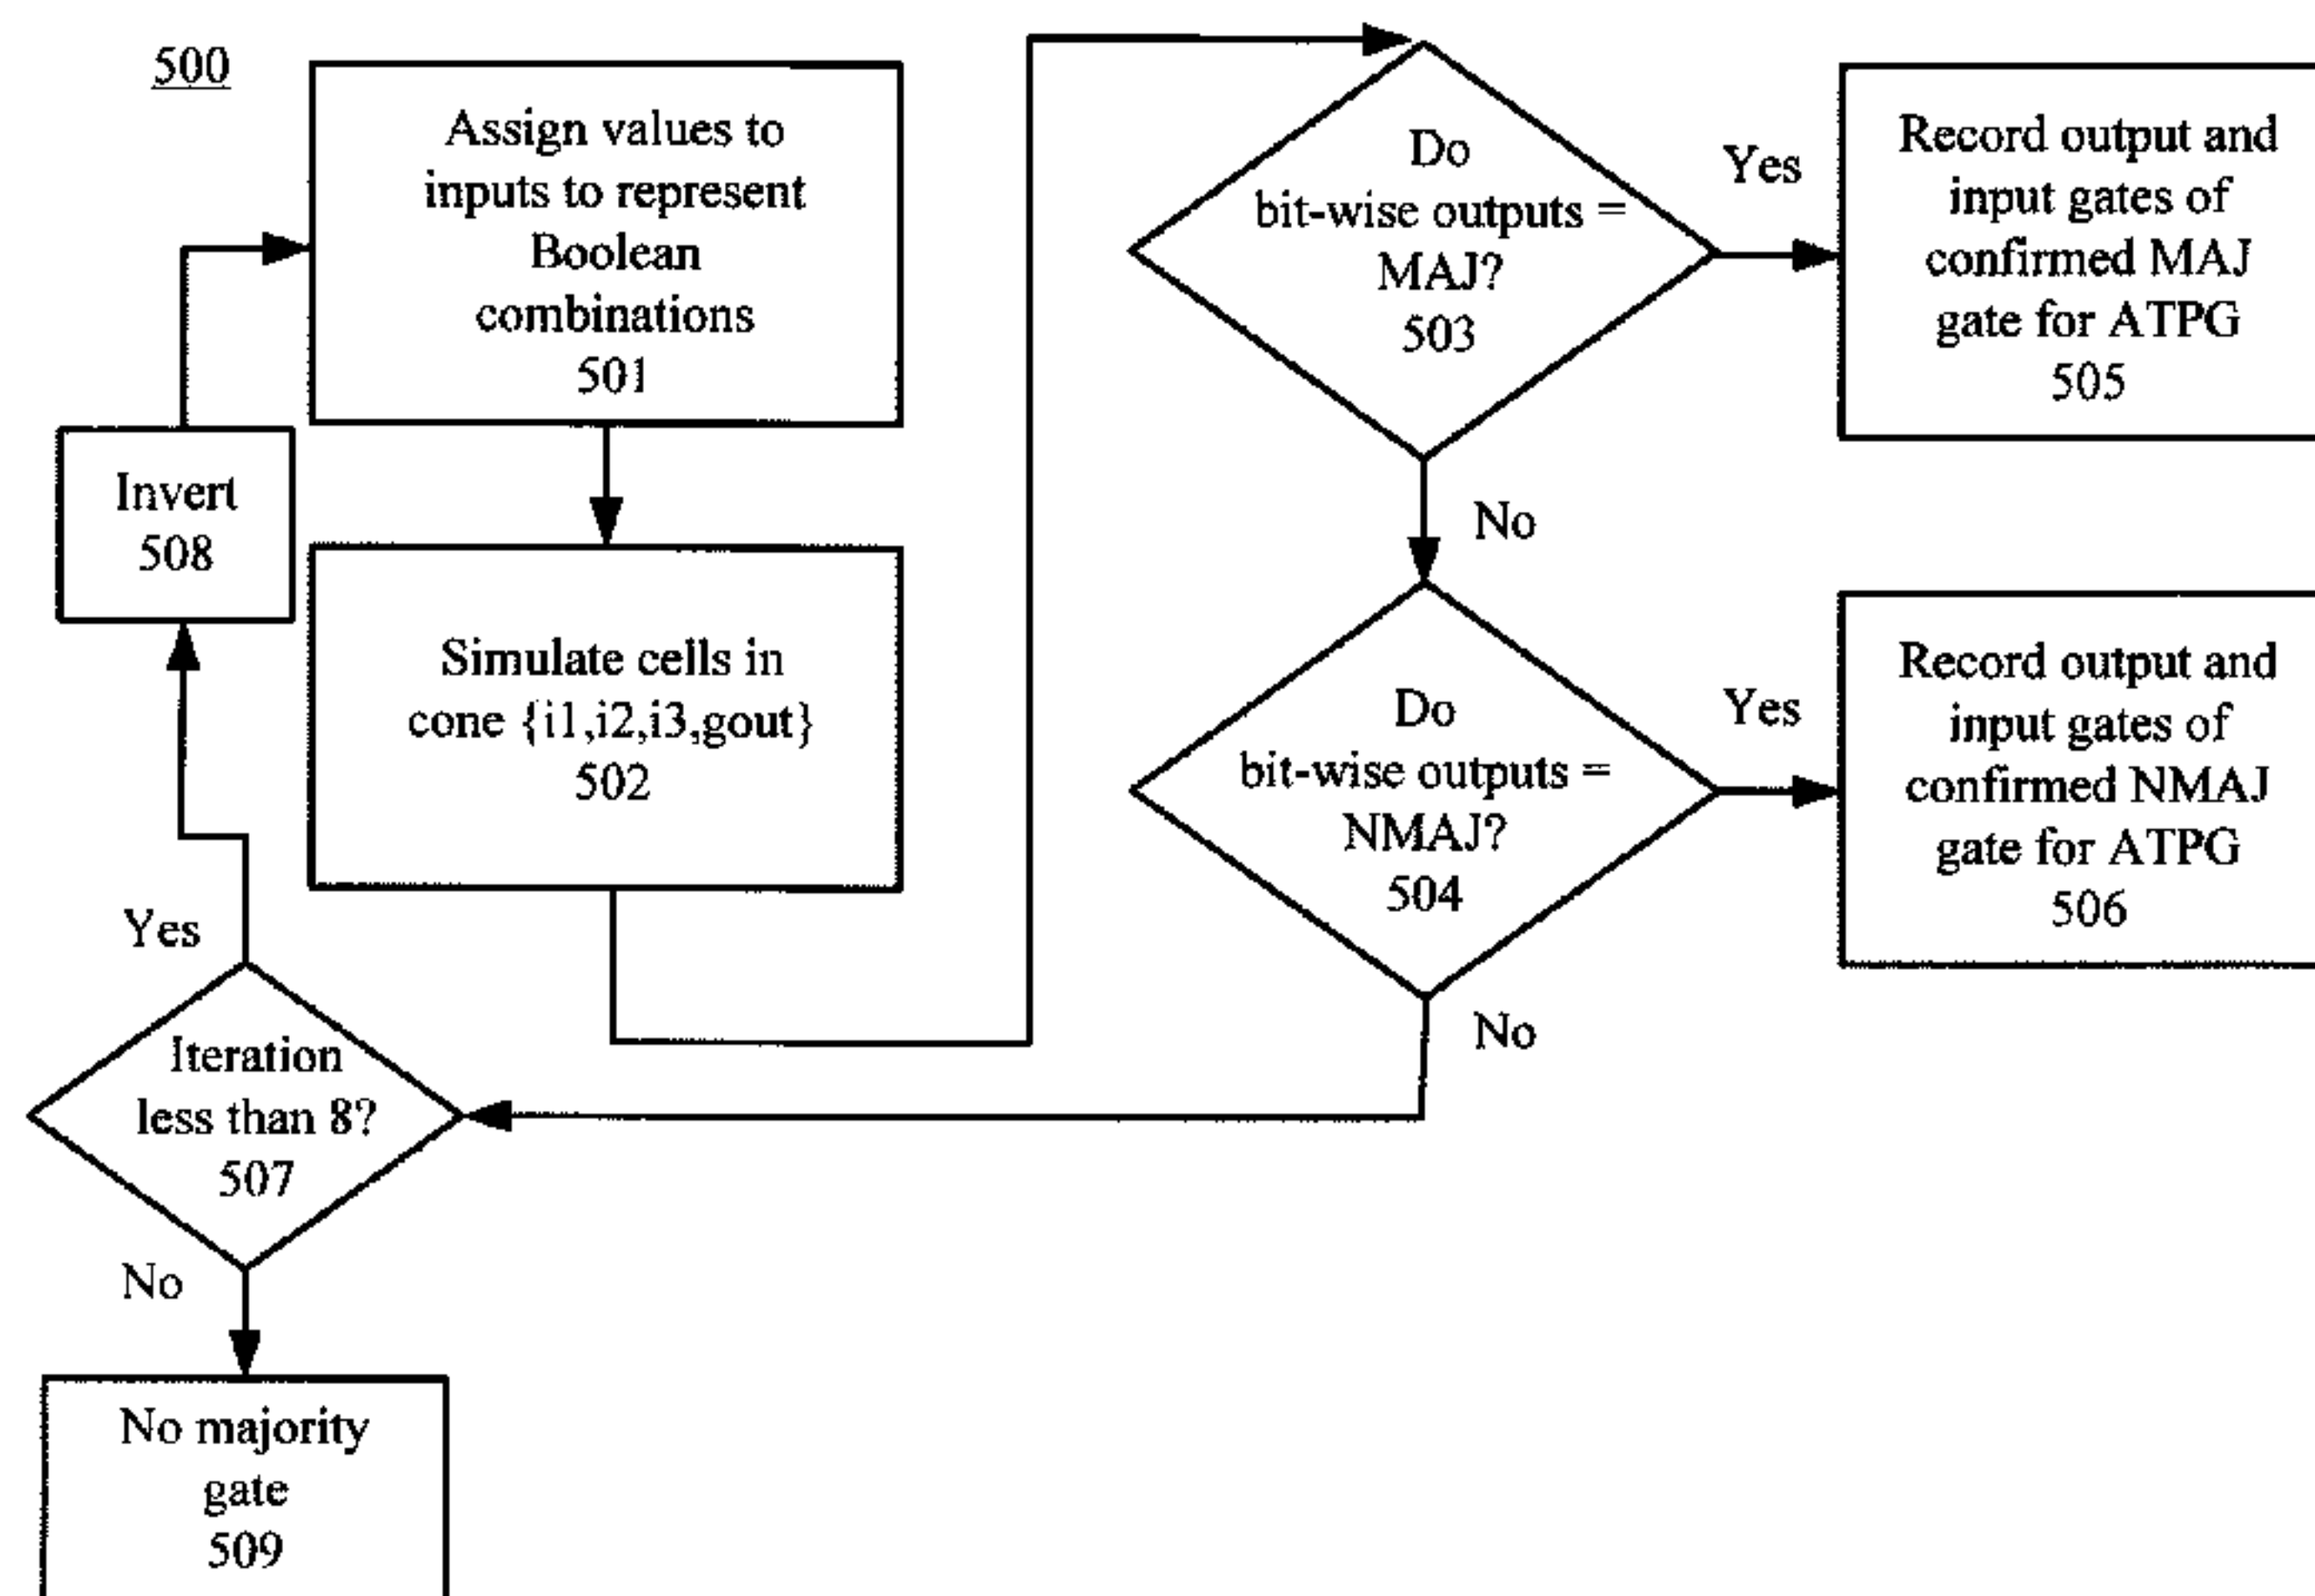 500
Assign values to
inputs to represent
Boolean
combinations
501
Invert
508
Simulate cells in
cone {i1,i2,i3,gout}
502
Do
bit-wise outputs =
MAJ?
503
Yes
Record output and
input gates of
confirmed MAJ
gate for ATPG
505
No
Do
bit-wise outputs =
NMAJ?
504
Yes
Record output and
input gates of
confirmed NMAJ
gate for ATPG
506
No
Yes
Iteration
less than 8?
507
No
No majority
gate
509